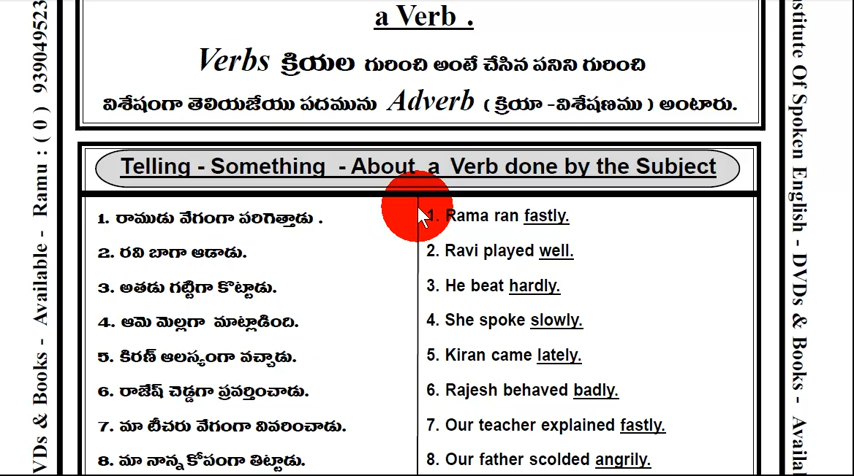 a Verb .
Verbs క్రియల గురించి అంటే చేసిన పనిని గురించి
విశేషంగా తెలియజేయు పదమును Adverb ( క్రియా -విశేషణము ) అంటారు.
Telling - Something - About a Verb done by the Subject
1. రాముడు వేగంగా పరిగెత్తాడు .
1. Rama ran fastly.
2. రవి బాగా ఆడాడు.
2. Ravi played well.
3. అతడు గట్టిగా కొట్టాడు.
3. He beat hardly.
4. ఆమె మెల్లగా మాట్లాడింది.
4. She spoke slowly.
5. కిరణ్ ఆలస్యంగా వచ్చాడు.
5. Kiran came lately.
6. రాజేష్ చెడ్డగా ప్రవర్తించాడు.
6. Rajesh behaved badly.
7. మా టీచరు వేగంగా వివరించాడు.
7. Our teacher explained fastly.
8. మా నాన్న కోపంగా తిట్టాడు.
8. Our father scolded angrily.
VDs & Books - Available - Ramu : ( 0 ) 939049523
stitute Of Spoken English - DVDs & Books - Availa